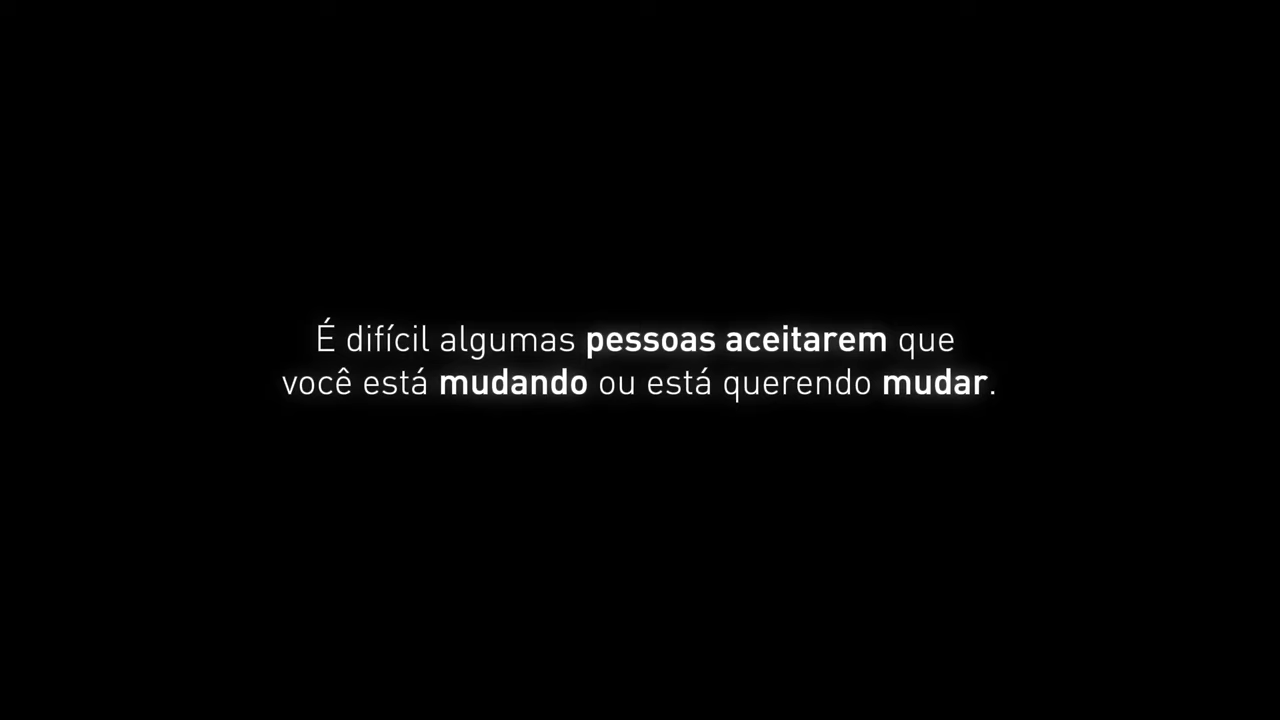 É difícil algumas pessoas aceitarem que
você está mudando ou está querendo mudar.